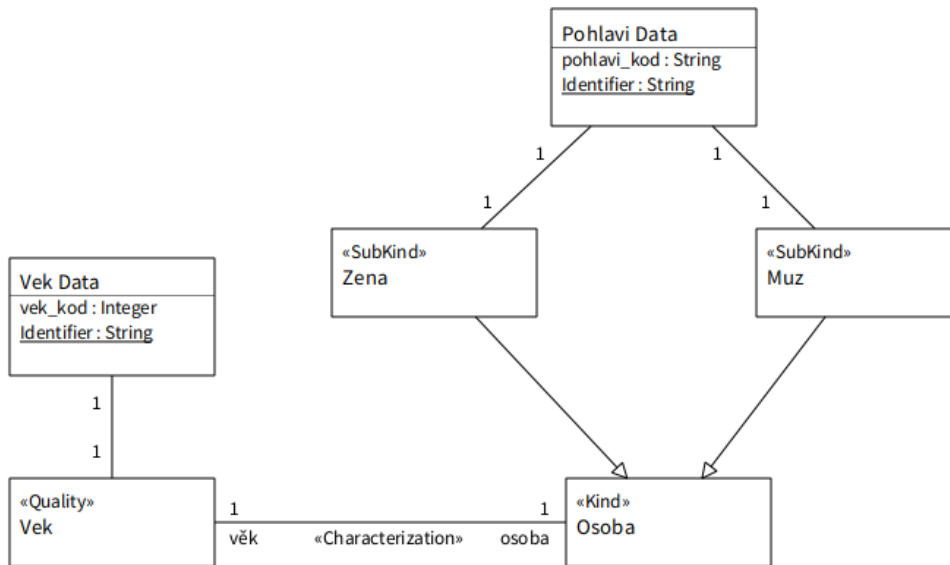 Pohlavi Data
pohlavi_kod : String
Identifier : String
1
1
1
1
«SubKind»
Zena
«SubKind»
Muz
Vek Data
vek_kod : Integer
Identifier : String
1
1
«Quality»
Vek
1
věk
«Characterization»
1
osoba
«Kind»
Osoba